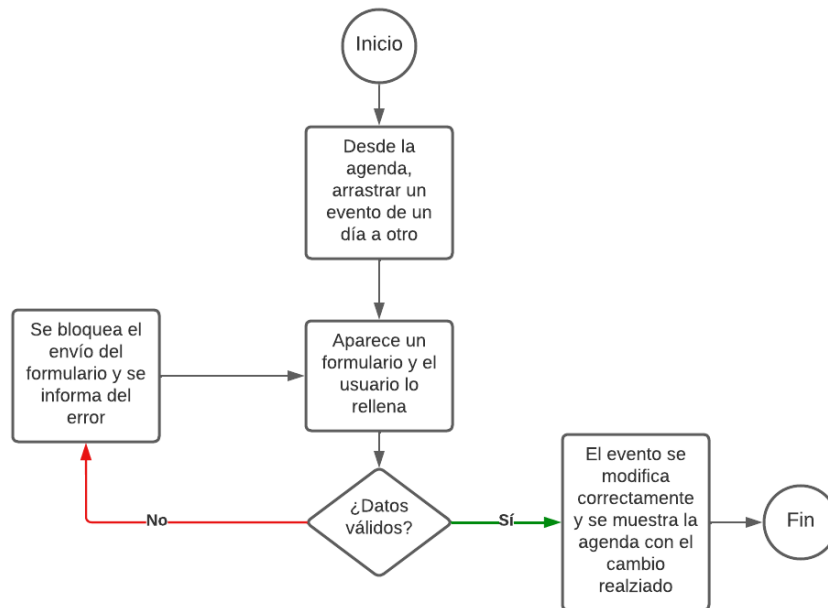 Inicio
Desde la
agenda,
arrastrar un
evento de un
día a otro
Se bloquea el
envío del
formulario y se
informa del
error
Aparece un
formulario y el
usuario lo
rellena
¿Datos
válidos?
No
Sí
El evento se
modifica
correctamente
y se muestra la
agenda con el
cambio
realziado
Fin